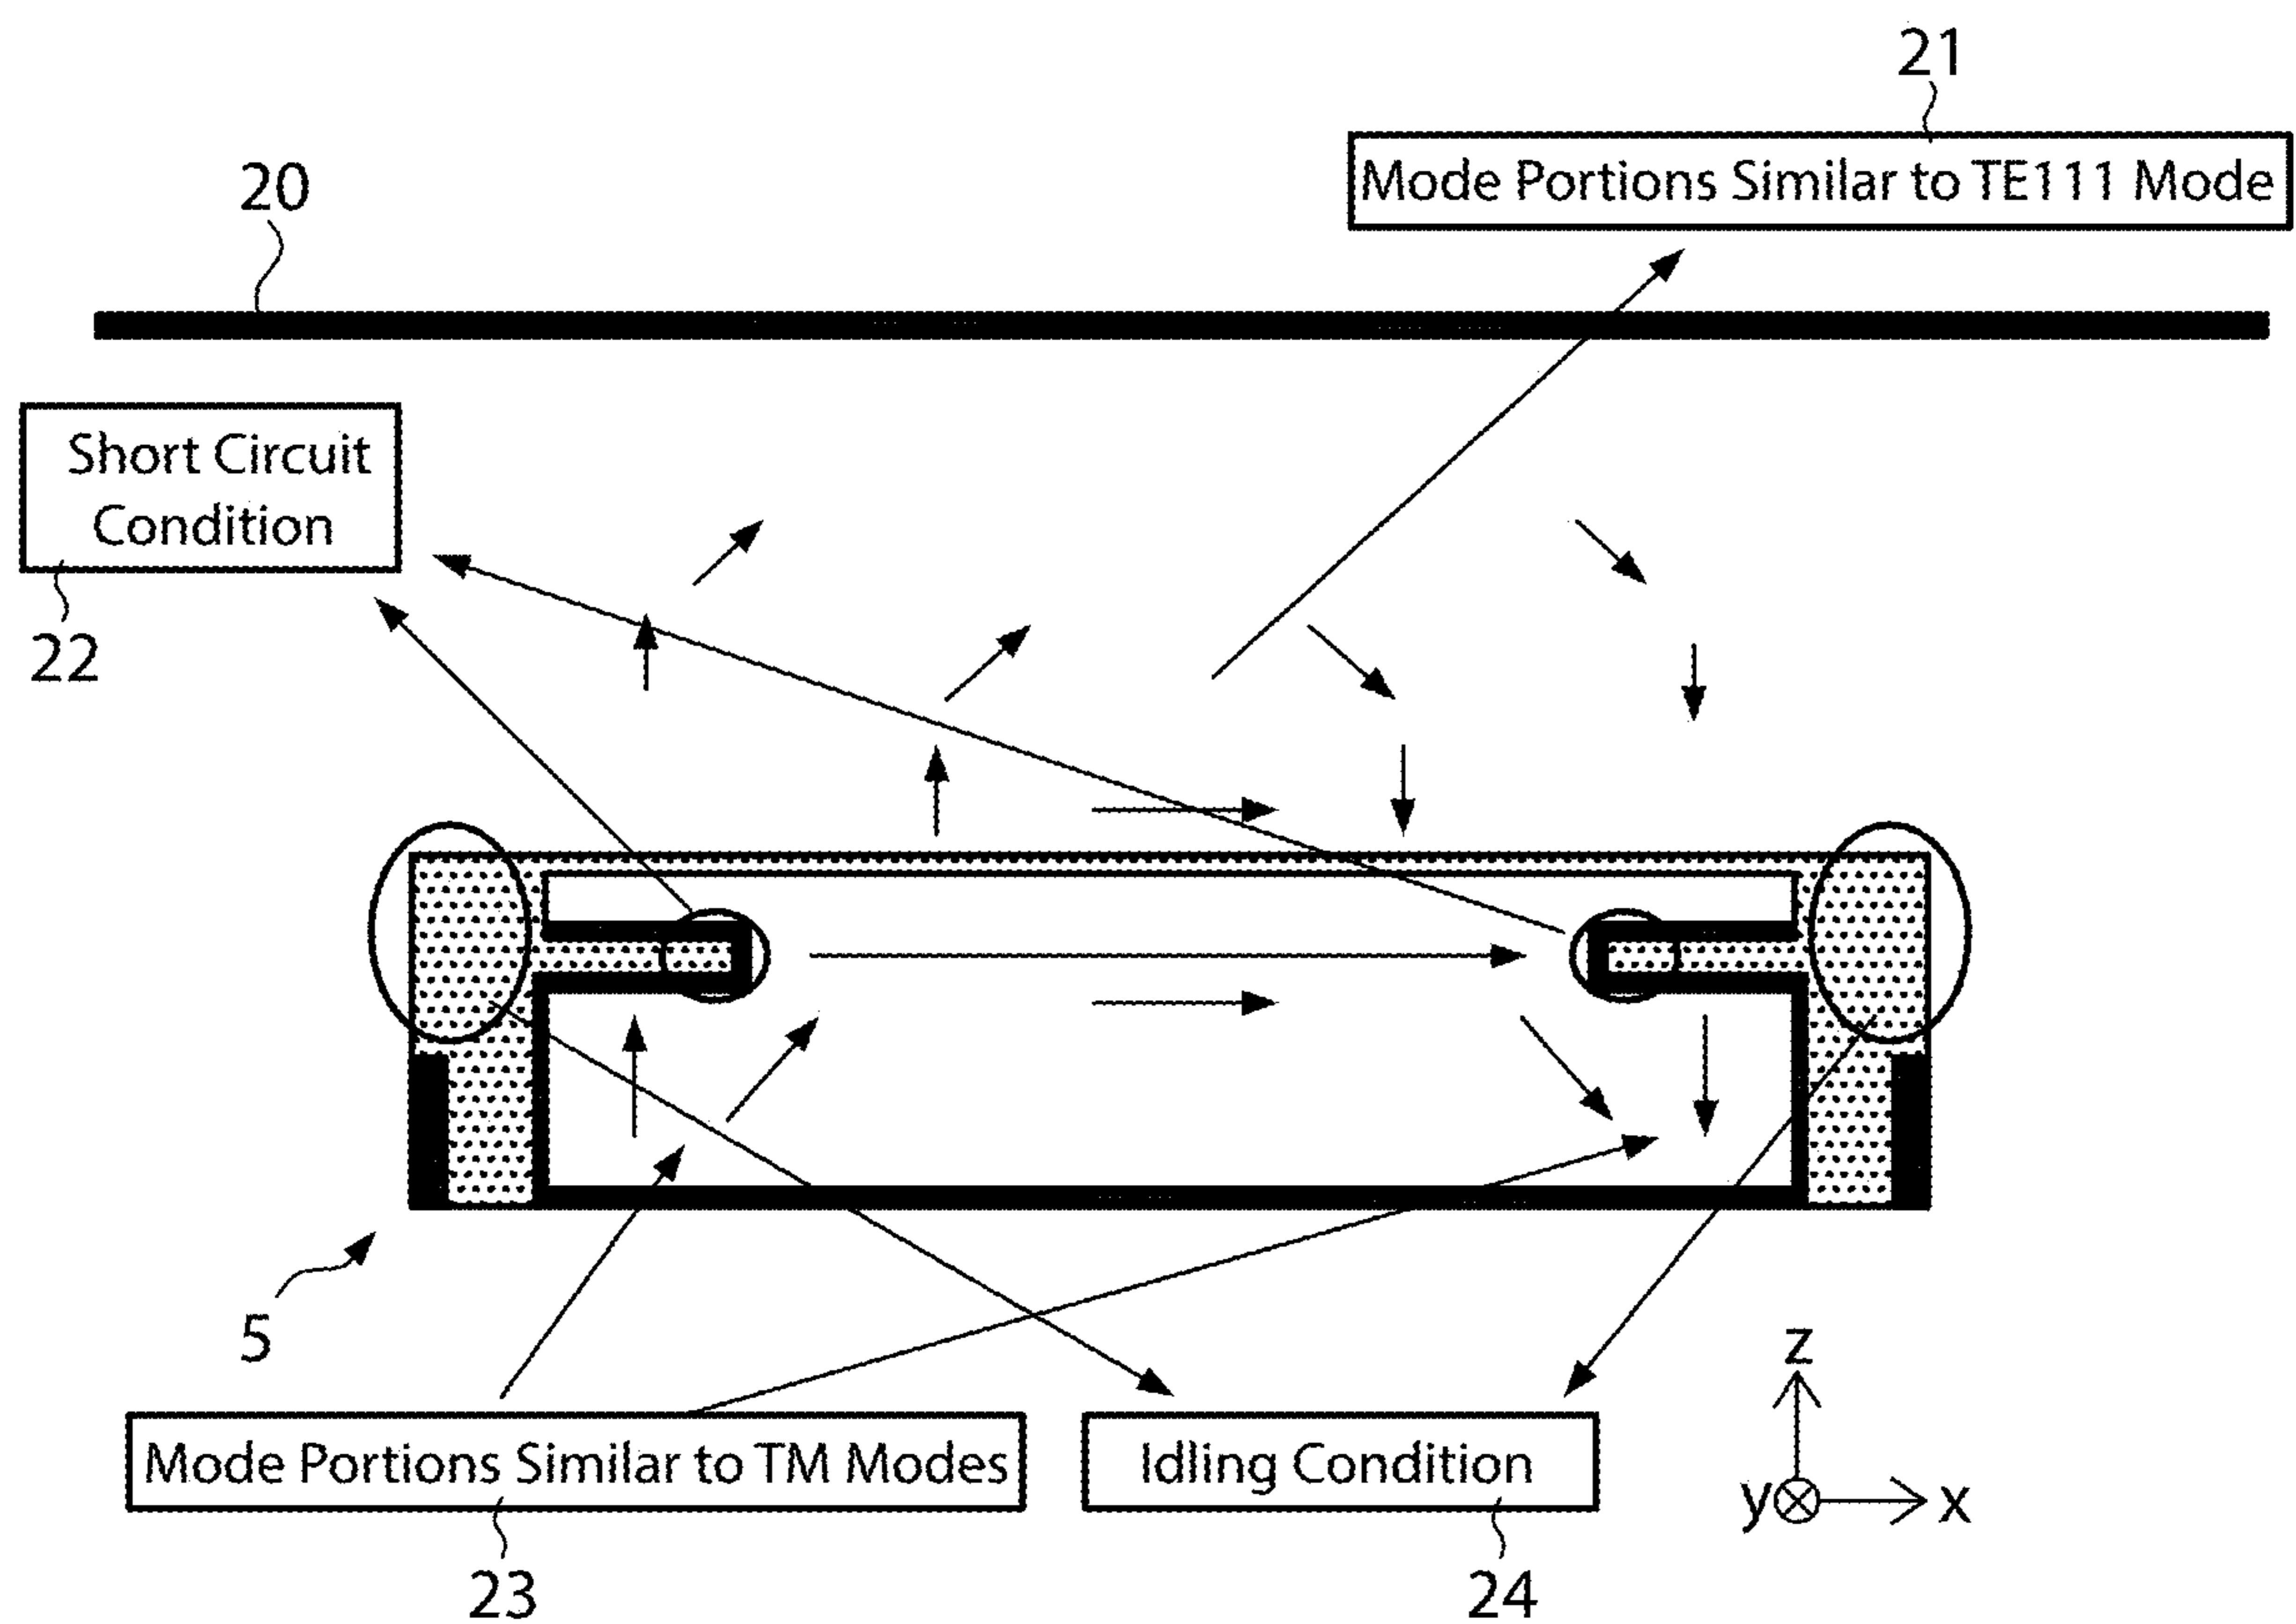 21
Mode Portions Similar to TE111 Mode
20
Short Circuit
Condition
22
5
z
y
x
Mode Portions Similar to TM Modes
Idling Condition
23
24